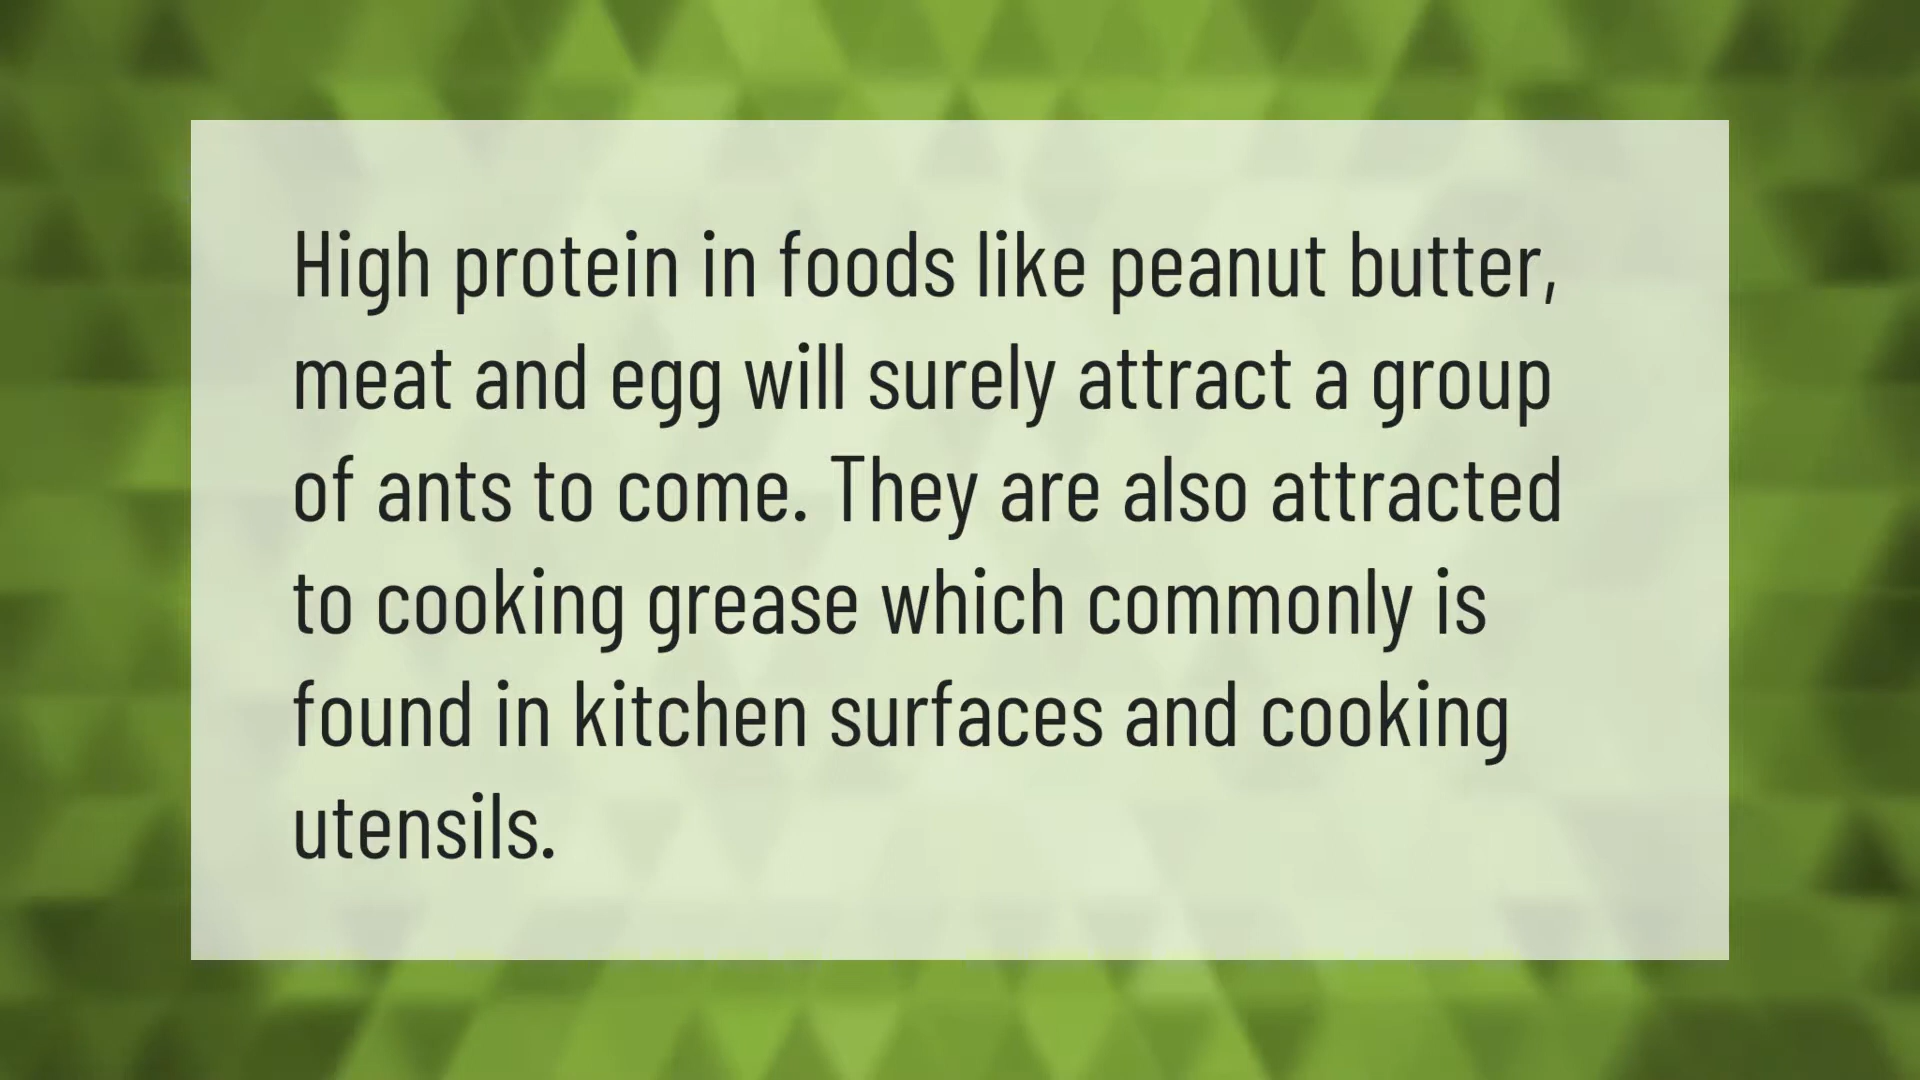 High protein in foods like peanut butter,
meat and egg will surely attract a group
of ants to come. They are also attracted
to cooking grease which commonly is
found in kitchen surfaces and cooking
utensils.